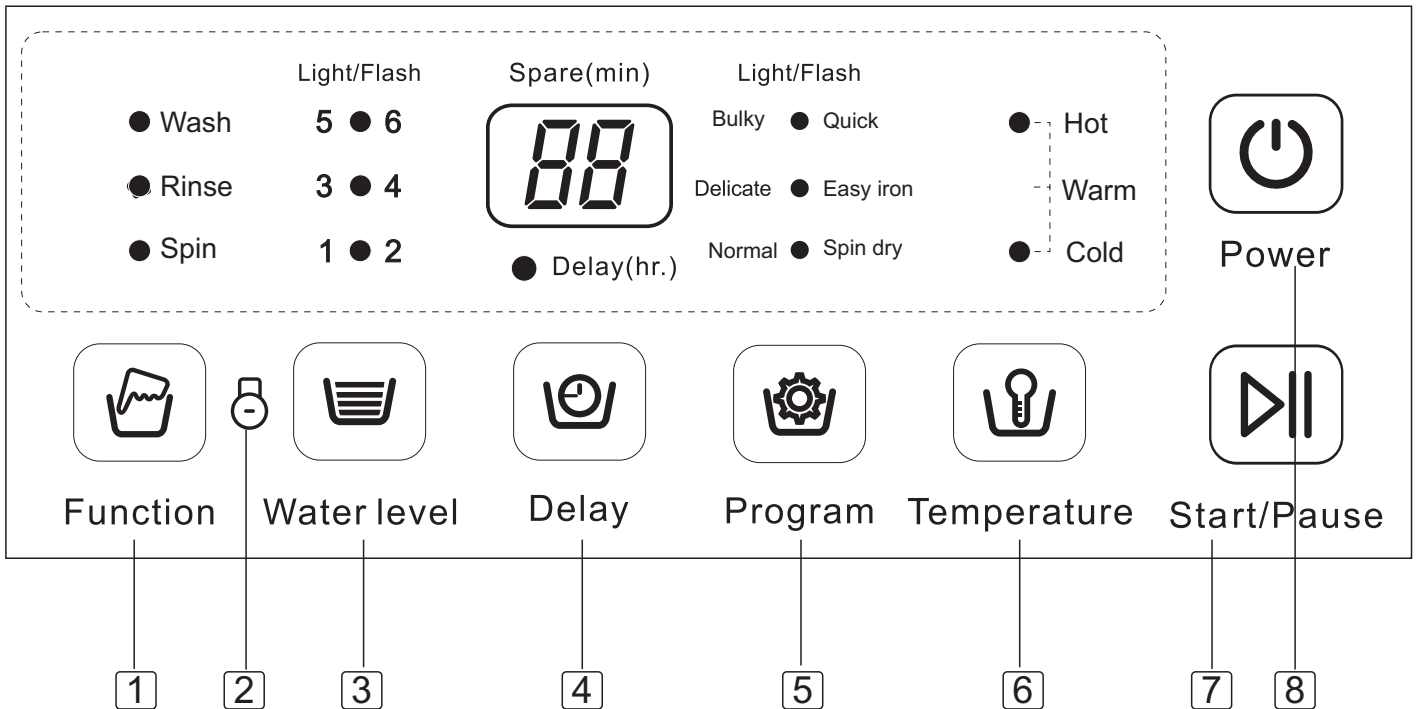 Light/Flash Spare(min) Light/Flash
Wash 5 6 88 Bulky Quick Hot
Rinse 3 4 Delicate Easy iron Warm
Spin 1 2 Normal Spin dry Cold
Delay(hr.)
Power
Function Water level Delay Program Temperature Start/Pause
1 2 3 4 5 6 7 8